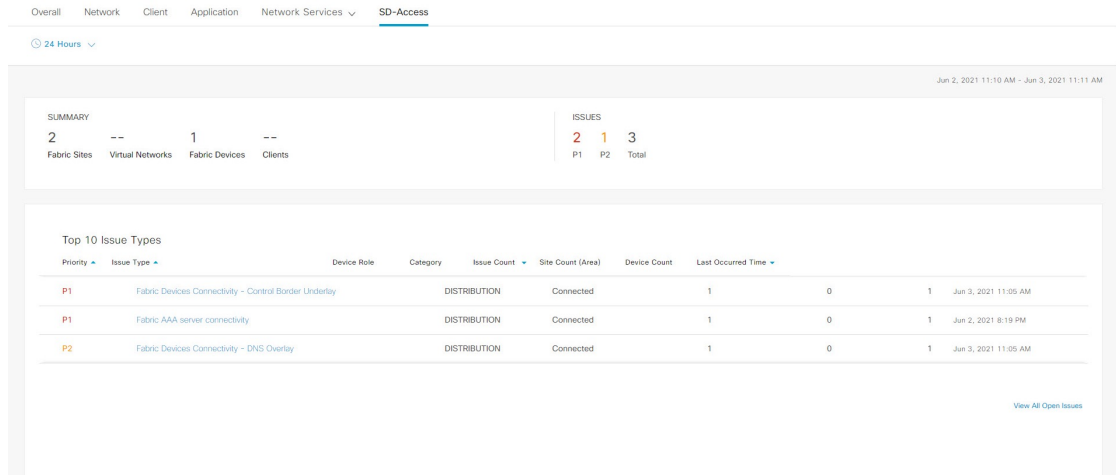 Overall Network Client Application Network Services SD-Access
24 Hours
Jun 2, 2021 11:10 AM - Jun 3, 2021 11:11 AM
SUMMARY
2 -- 1 --
Fabric Sites Virtual Networks Fabric Devices Clients
ISSUES
2 1 3
P1 P2 Total
Top 10 Issue Types
Priority Issue Type Device Role Category Issue Count Site Count (Area) Device Count Last Occurred Time
P1 Fabric Devices Connectivity - Control Border Underlay DISTRIBUTION Connected 1 0 1 Jun 3, 2021 11:05 AM
P1 Fabric AAA server connectivity DISTRIBUTION Connected 1 0 1 Jun 2, 2021 8:19 PM
P2 Fabric Devices Connectivity - DNS Overlay DISTRIBUTION Connected 1 0 1 Jun 3, 2021 11:05 AM
View All Open Issues